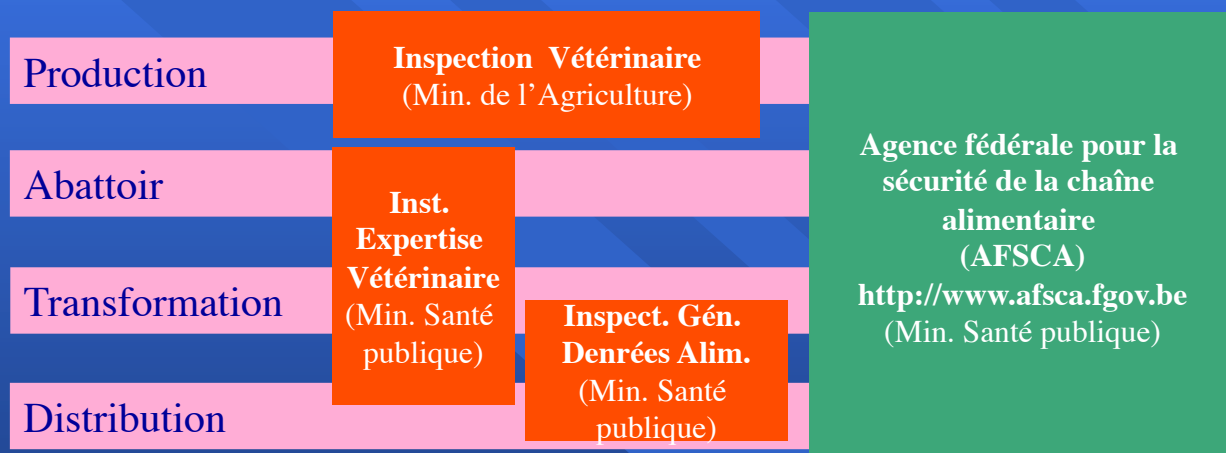 Production
Inspection Vétérinaire
(Min. de l’Agriculture)
Abattoir
Inst.
Expertise
Vétérinaire
(Min. Santé
publique)
Transformation
Inspect. Gén.
Denrées Alim.
(Min. Santé
publique)
Distribution
Agence fédérale pour la
sécurité de la chaîne
alimentaire
(AFSCA)
http://www.afsca.fgov.be
(Min. Santé publique)